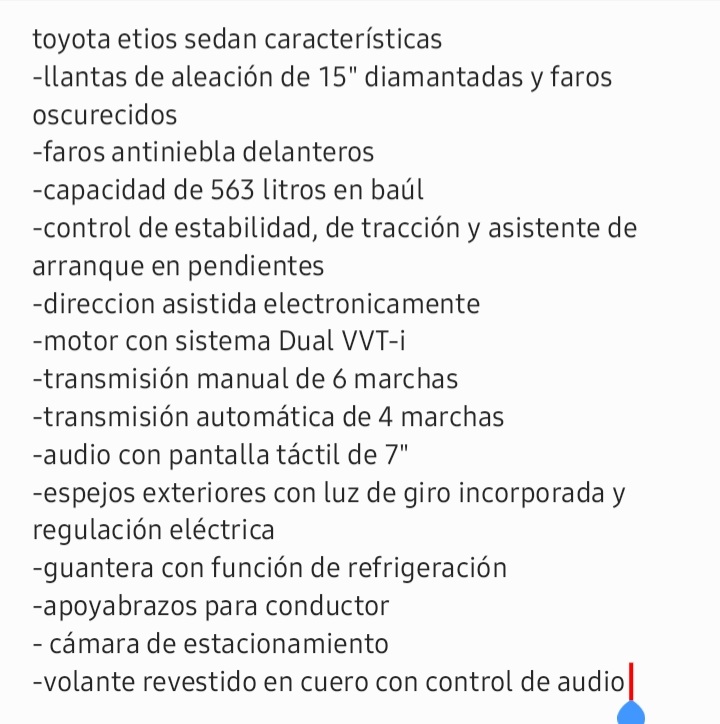 toyota etios sedan características
-llantas de aleación de 15" diamantadas y faros
oscurecidos
-faros antiniebla delanteros
-capacidad de 563 litros en baúl
-control de estabilidad, de tracción y asistente de
arranque en pendientes
-direccion asistida electronicamente
-motor con sistema Dual VVT-i
-transmisión manual de 6 marchas
-transmisión automática de 4 marchas
-audio con pantalla táctil de 7"
-espejos exteriores con luz de giro incorporada y
regulación eléctrica
-guantera con función de refrigeración
-apoyabrazos para conductor
- cámara de estacionamiento
-volante revestido en cuero con control de audio